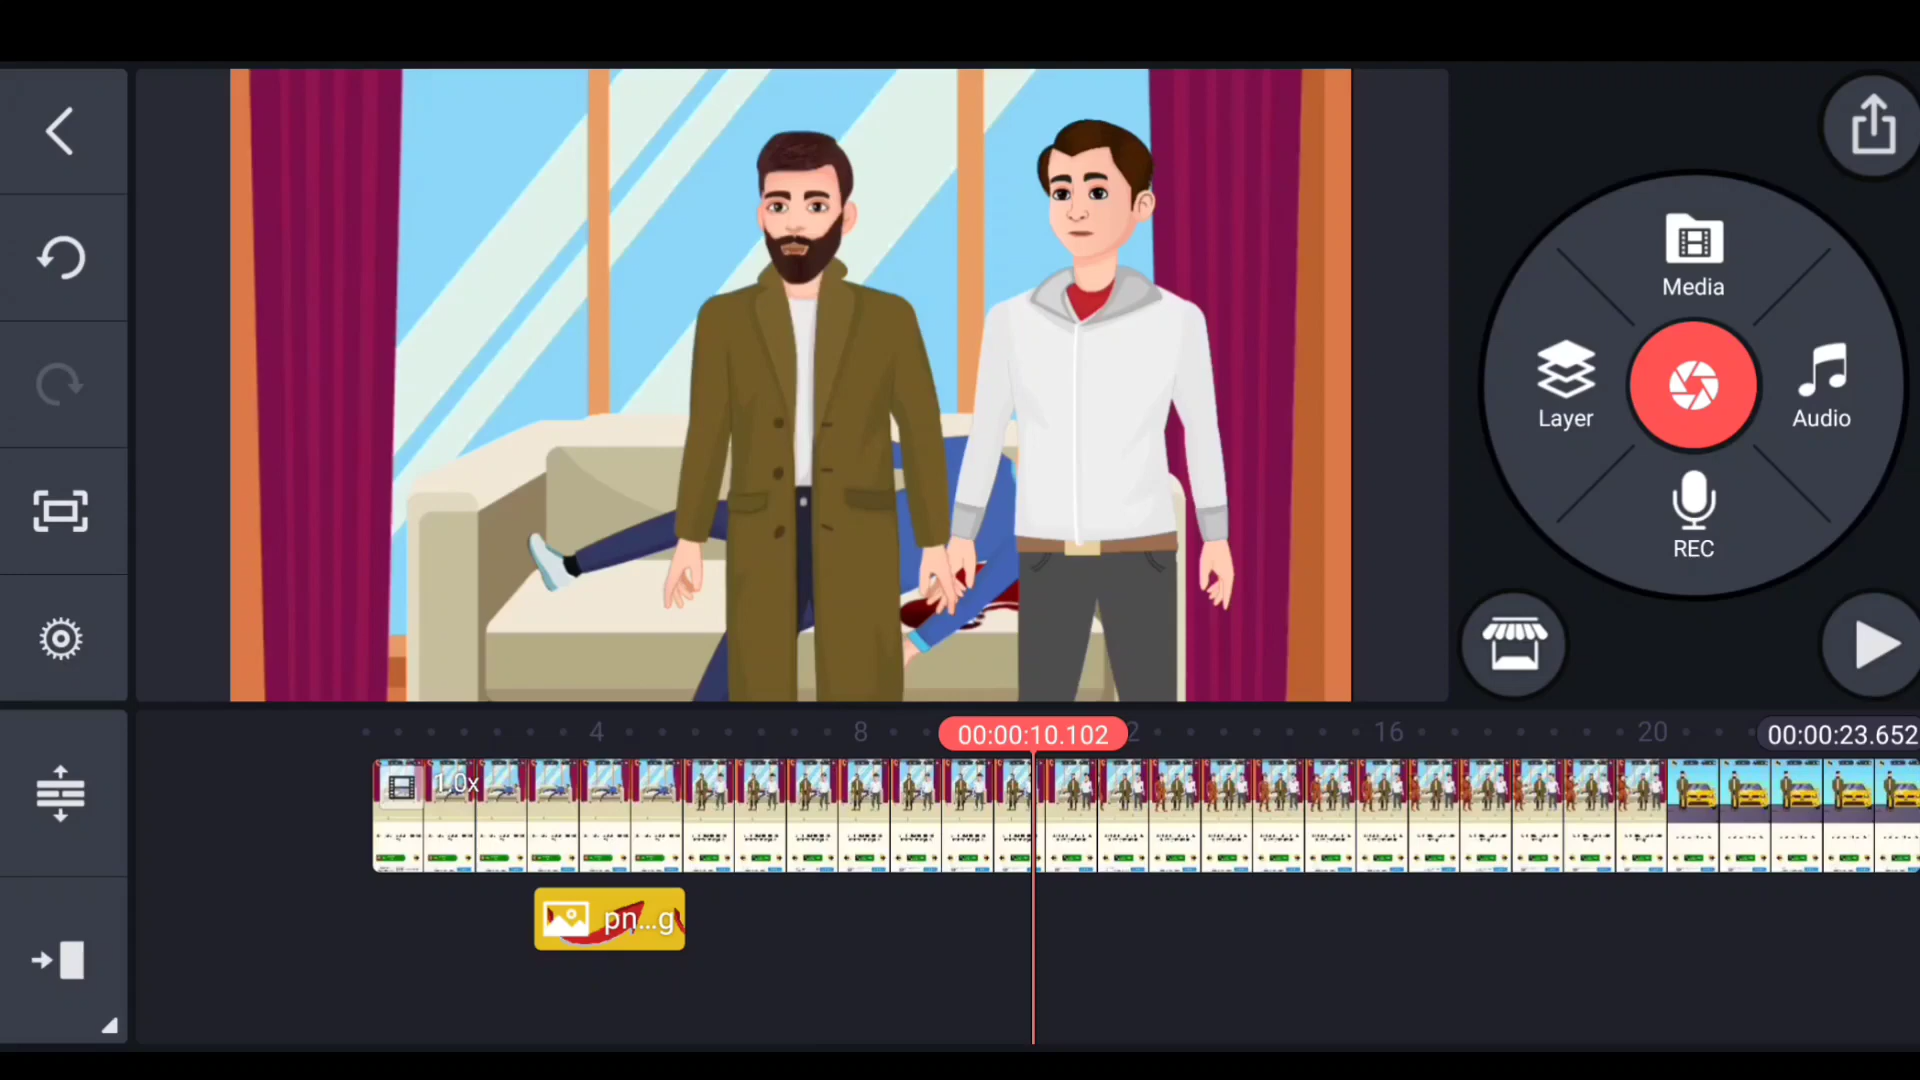 Media
Layer
Audio
REC
4
8
00:00:10.102
2
16
20
00:00:23.652
1.0x
pn...g